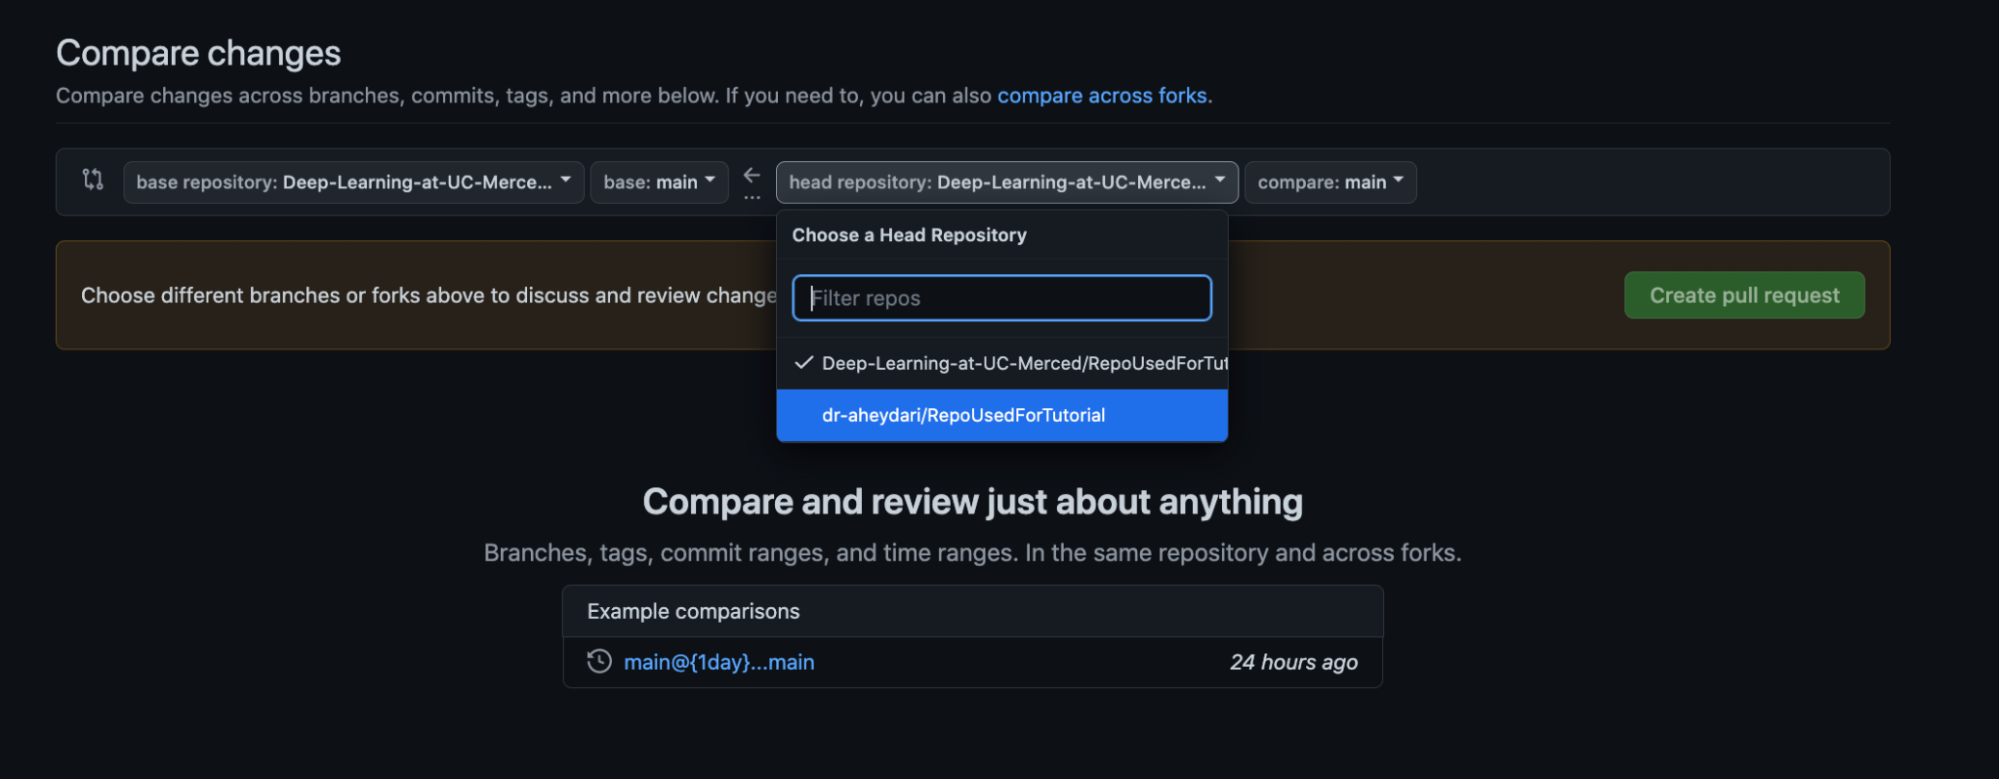 Compare changes
Compare changes across branches, commits, tags, and more below. If you need to, you can also compare across forks.
base repository: Deep-Learning-at-UC-Merce... base: main ← ... head repository: Deep-Learning-at-UC-Merce... compare: main
Choose a Head Repository
Choose different branches or forks above to discuss and review change
Filter repos
Create pull request
Deep-Learning-at-UC-Merced/RepoUsedForTut
dr-aheydari/RepoUsedForTutorial
Compare and review just about anything
Branches, tags, commit ranges, and time ranges. In the same repository and across forks.
Example comparisons
main@{1day}...main 24 hours ago